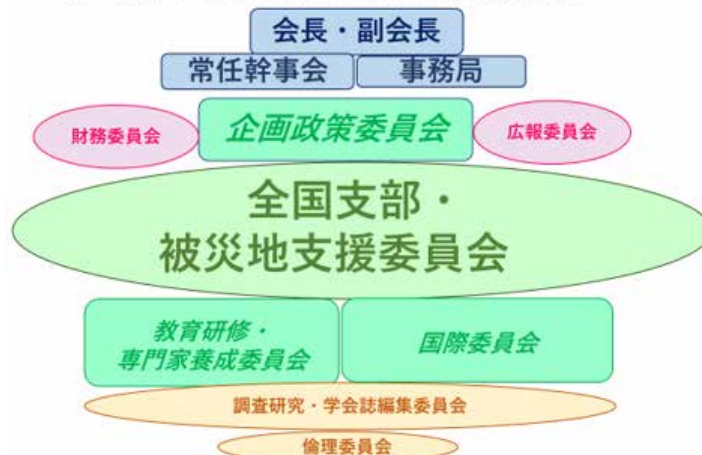 会長・副会長
常任幹事会
事務局
財務委員会
企画政策委員会
広報委員会
全国支部・
被災地支援委員会
教育研修・
専門家養成委員会
国際委員会
調査研究・学会誌編集委員会
倫理委員会